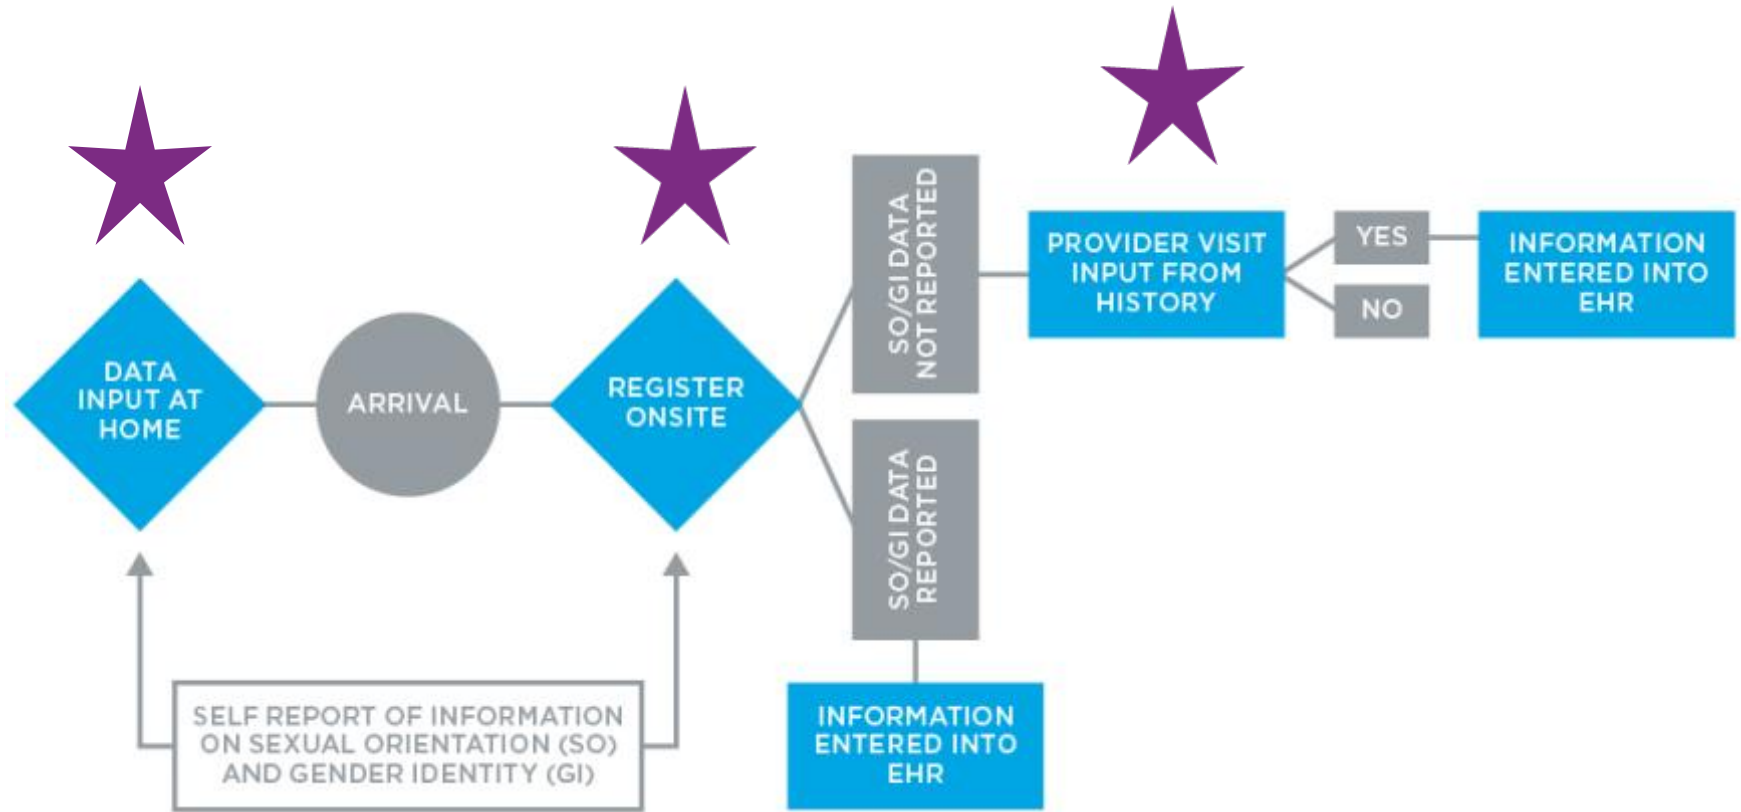 DATA
INPUT AT
HOME
ARRIVAL
REGISTER
ONSITE
SO/GI DATA
NOT REPORTED
PROVIDER VISIT
INPUT FROM
HISTORY
YES
NO
INFORMATION
ENTERED INTO
EHR
SO/GI DATA
REPORTED
INFORMATION
ENTERED INTO
EHR
SELF REPORT OF INFORMATION
ON SEXUAL ORIENTATION (SO)
AND GENDER IDENTITY (GI)